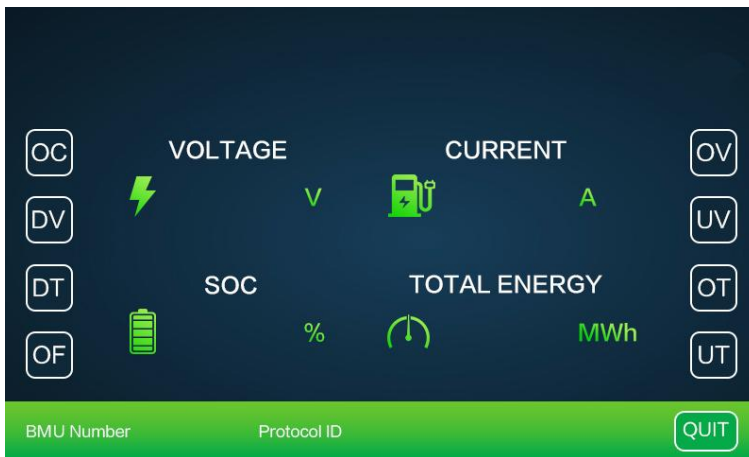 OC
VOLTAGE
CURRENT
OV
V
A
DV
UV
DT
SOC
TOTAL ENERGY
OT
%
MWh
OF
UT
BMU Number
Protocol ID
QUIT